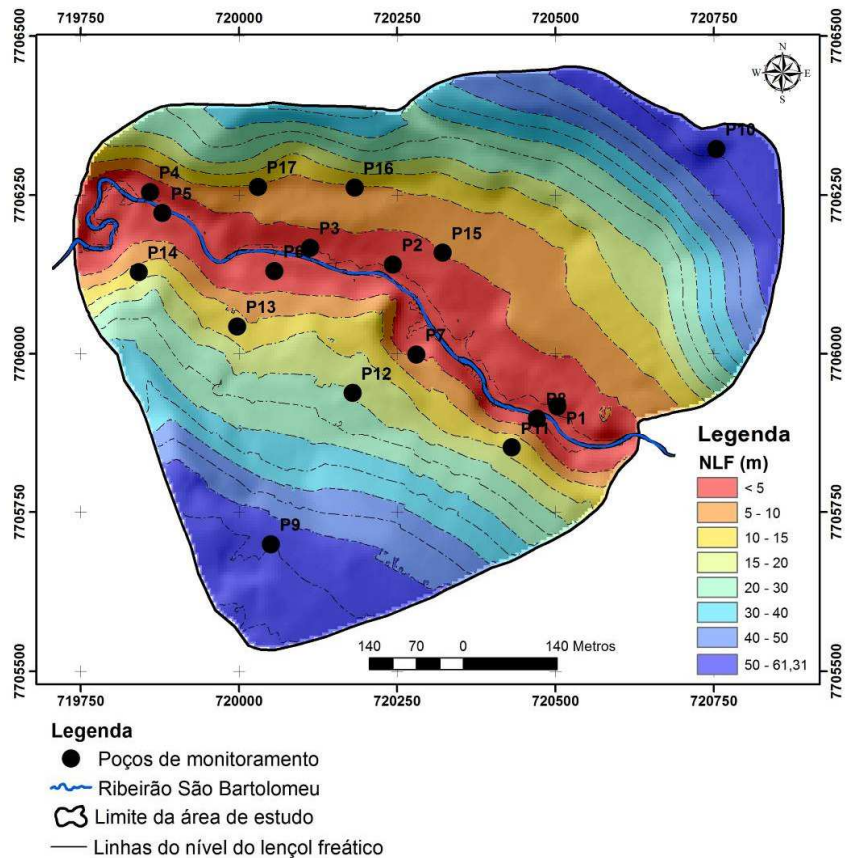 719750 720000 720250 720500 720750
7706500 7706500
N
W E
S
P10
P4 P17 P16
7706250 7706250
P5
P3
P15
P14 P6 P2
P13
7706000 7706000
P7
P12
P8
P1
P11
Legenda
NLF (m)
< 5
5 - 10
10 - 15
15 - 20
20 - 30
30 - 40
40 - 50
50 - 61,31
7705750 7705750
P9
140 70 0 140 Metros
7705500 7705500
719750 720000 720250 720500 720750
Legenda
Poços de monitoramento
Ribeirão São Bartolomeu
Limite da área de estudo
Linhas do nível do lençol freático